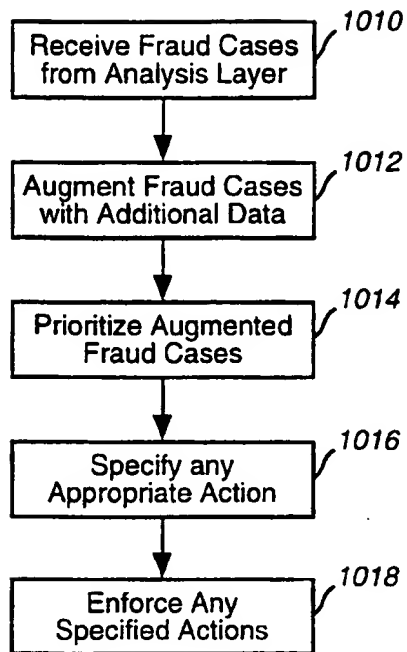 1010
Receive Fraud Cases
from Analysis Layer
1012
Augment Fraud Cases
with Additional Data
1014
Prioritize Augmented
Fraud Cases
1016
Specify any
Appropriate Action
1018
Enforce Any
Specified Actions